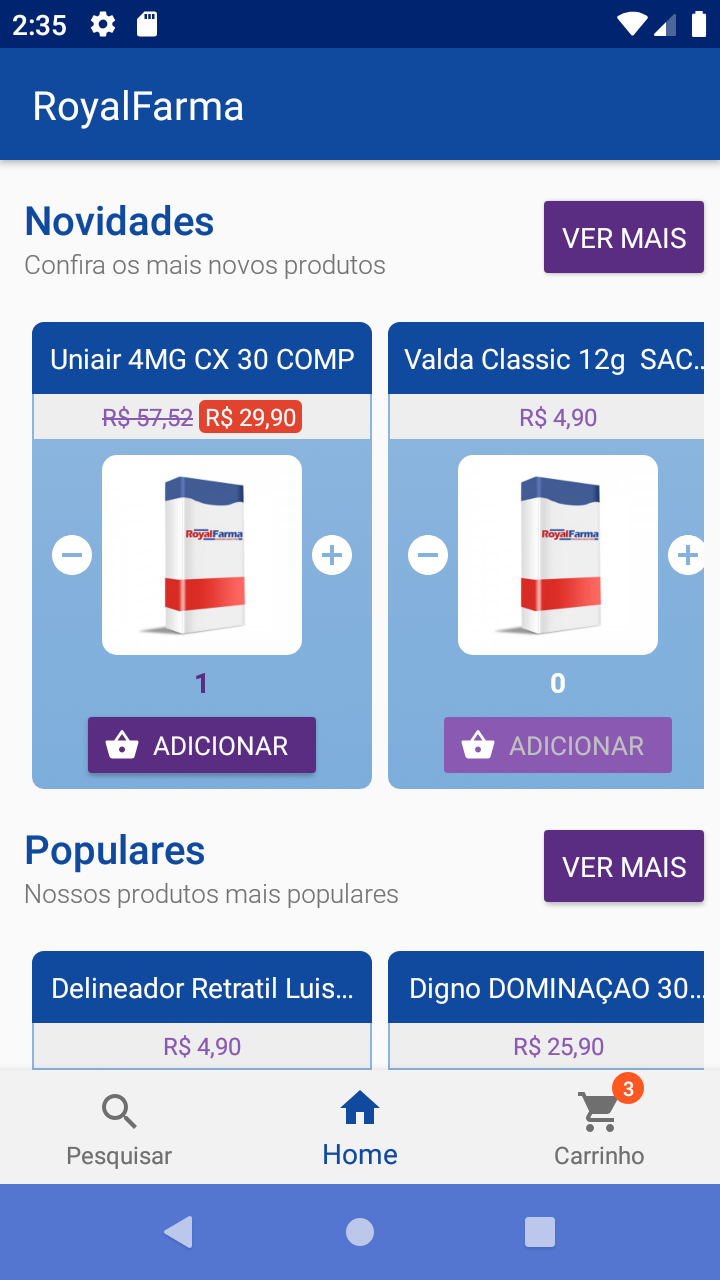 2:35
RoyalFarma
Novidades
VER MAIS
Confira os mais novos produtos
Uniair 4MG CX 30 COMP
Valda Classic 12g  SAC...
R$ 57,52 R$ 29,90
R$ 4,90
RoyalFarma
RoyalFarma
1
0
ADICIONAR
ADICIONAR
Populares
VER MAIS
Nossos produtos mais populares
Delineador Retratil Luis...
Digno DOMINAÇAO 30...
R$ 4,90
R$ 25,90
3
Pesquisar
Home
Carrinho